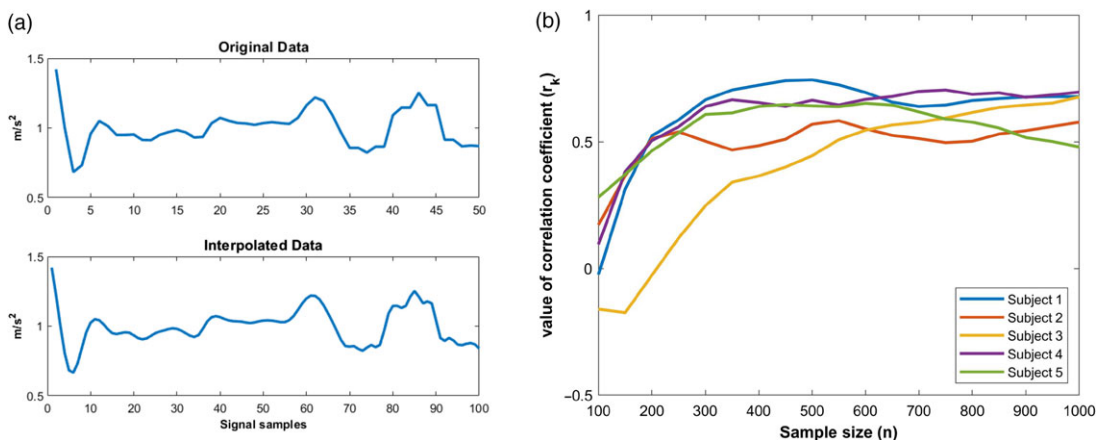 (a)
Original Data
1.5
1
0.5
m/s2
0 5 10 15 20 25 30 35 40 45 50
Interpolated Data
1.5
1
0.5
m/s2
0 10 20 30 40 50 60 70 80 90 100
Signal samples
(b)
1
0.5
0
−0.5
value of correlation coefficient (rk)
100 200 300 400 500 600 700 800 900 1000
Sample size (n)
Subject 1
Subject 2
Subject 3
Subject 4
Subject 5